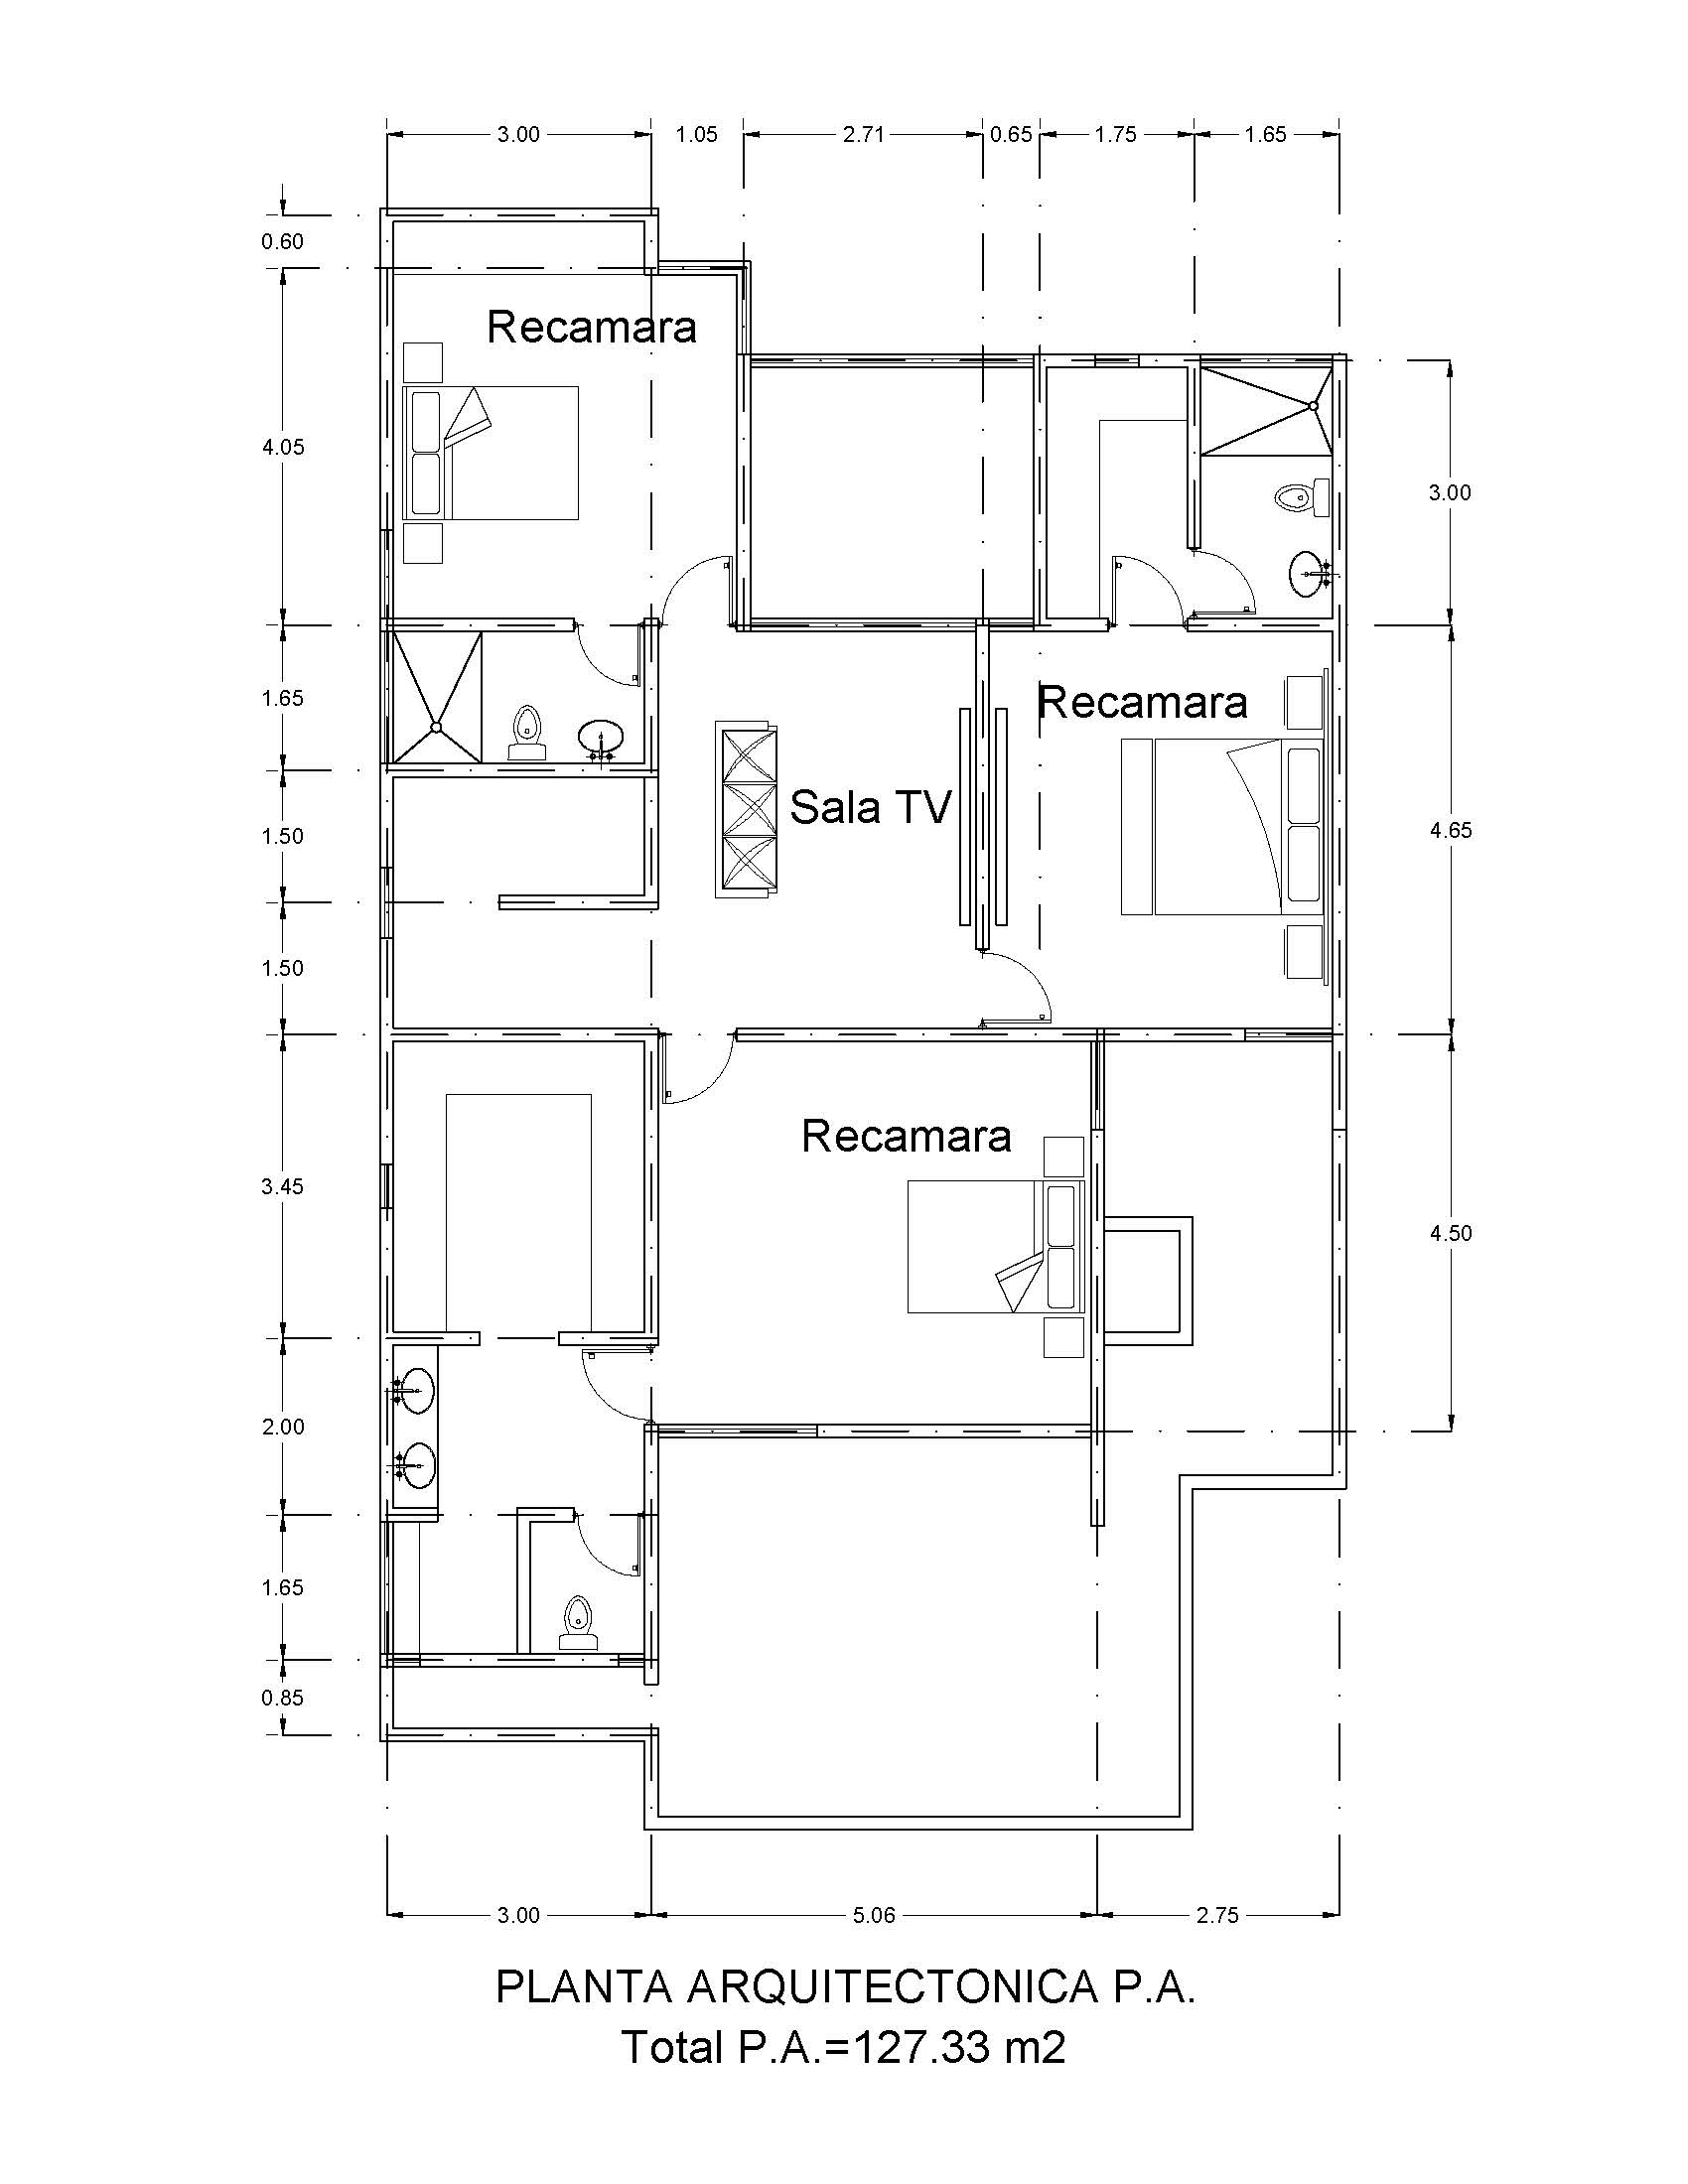 3.00 1.05 2.71 0.65 1.75 1.65
0.60
Recamara
4.05
3.00
1.65
Recamara
Sala TV
1.50
4.65
1.50
Recamara
3.45
4.50
2.00
1.65
0.85
3.00 5.06 2.75
PLANTA ARQUITECTONICA P.A.
Total P.A.=127.33 m2